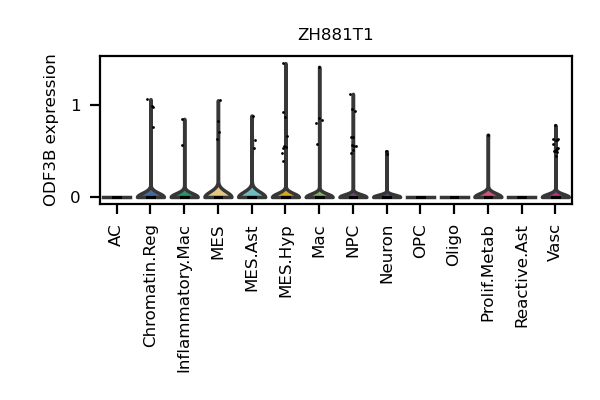 ZH881T1
ODF3B expression
1
0
AC
Chromatin.Reg
Inflammatory.Mac
MES
MES.Ast
MES.Hyp
Mac
NPC
Neuron
OPC
Oligo
Prolif.Metab
Reactive.Ast
Vasc